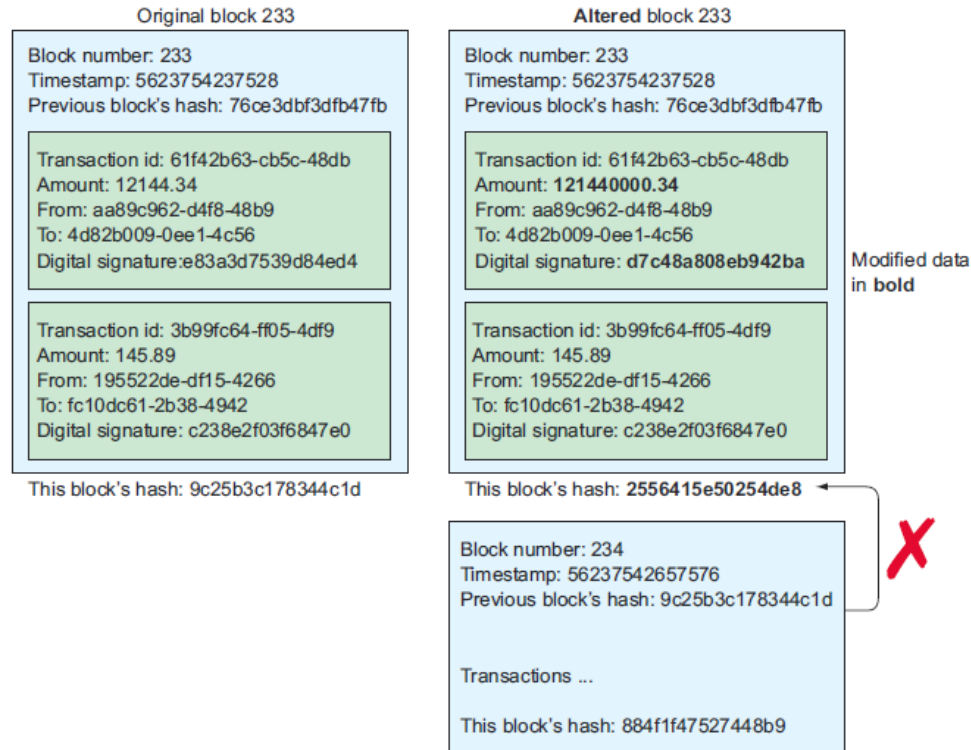 Original block 233
Block number: 233
Timestamp: 5623754237528
Previous block's hash: 76ce3dbf3dfb47fb
Transaction id: 61f42b63-cb5c-48db
Amount: 12144.34
From: aa89c962-d4f8-48b9
To: 4d82b009-0ee1-4c56
Digital signature:e83a3d7539d84ed4
Transaction id: 3b99fc64-ff05-4df9
Amount: 145.89
From: 195522de-df15-4266
To: fc10dc61-2b38-4942
Digital signature: c238e2f03f6847e0
This block's hash: 9c25b3c178344c1d
Altered block 233
Block number: 233
Timestamp: 5623754237528
Previous block's hash: 76ce3dbf3dfb47fb
Transaction id: 61f42b63-cb5c-48db
Amount: 121440000.34
From: aa89c962-d4f8-48b9
To: 4d82b009-0ee1-4c56
Digital signature: d7c48a808eb942ba
Transaction id: 3b99fc64-ff05-4df9
Amount: 145.89
From: 195522de-df15-4266
To: fc10dc61-2b38-4942
Digital signature: c238e2f03f6847e0
This block's hash: 2556415e50254de8
Modified data
in bold
Block number: 234
Timestamp: 56237542657576
Previous block's hash: 9c25b3c178344c1d
Transactions ...
This block's hash: 884f1f47527448b9